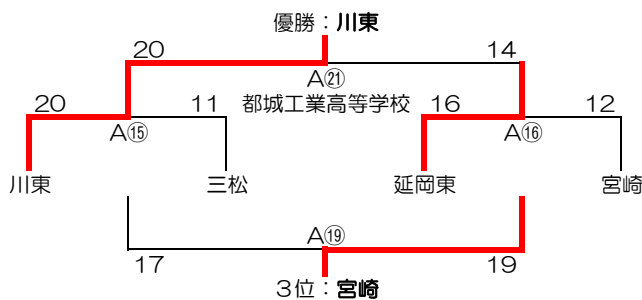 優勝：川東
20 14
A㉑
都城工業高等学校
20 11 16 12
A⑮ A⑯
川東 三松 延岡東 宮崎
A⑲
17 19
３位：宮崎